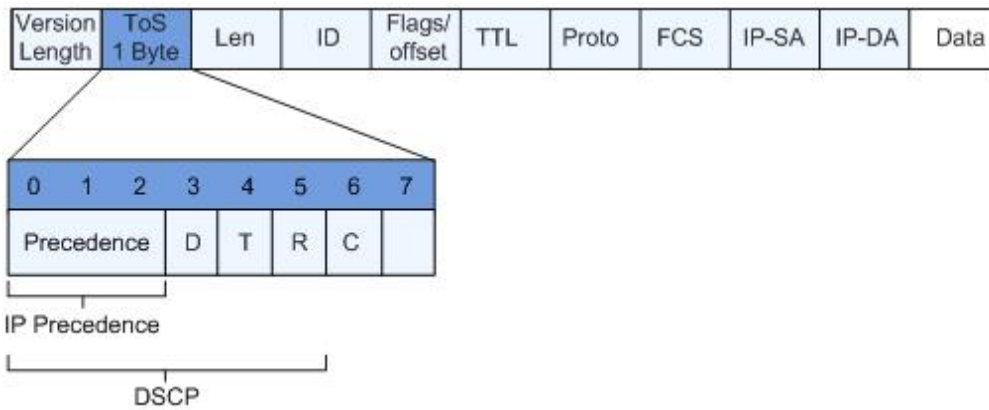 Version Length ToS 1 Byte Len ID Flags/ offset TTL Proto FCS IP-SA IP-DA Data
0 1 2 3 4 5 6 7
Precedence D T R C
IP Precedence
DSCP